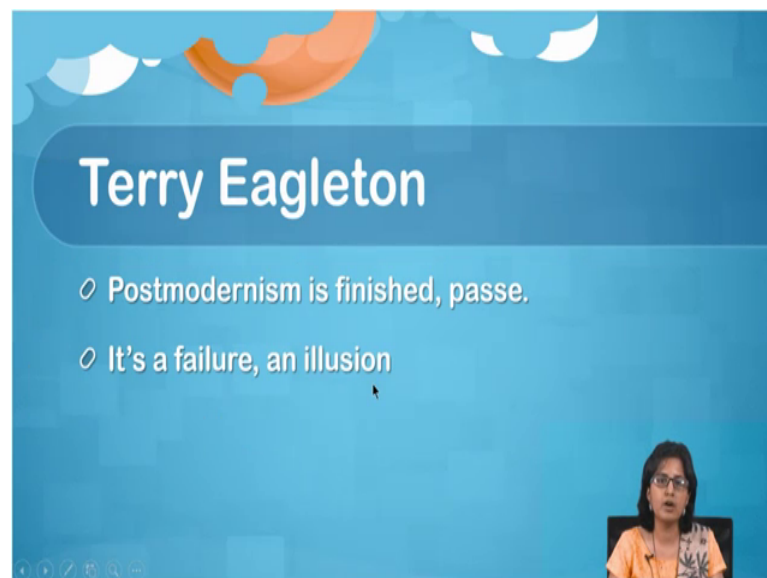 Terry Eagleton
Postmodernism is finished, passe.
It's a failure, an illusion